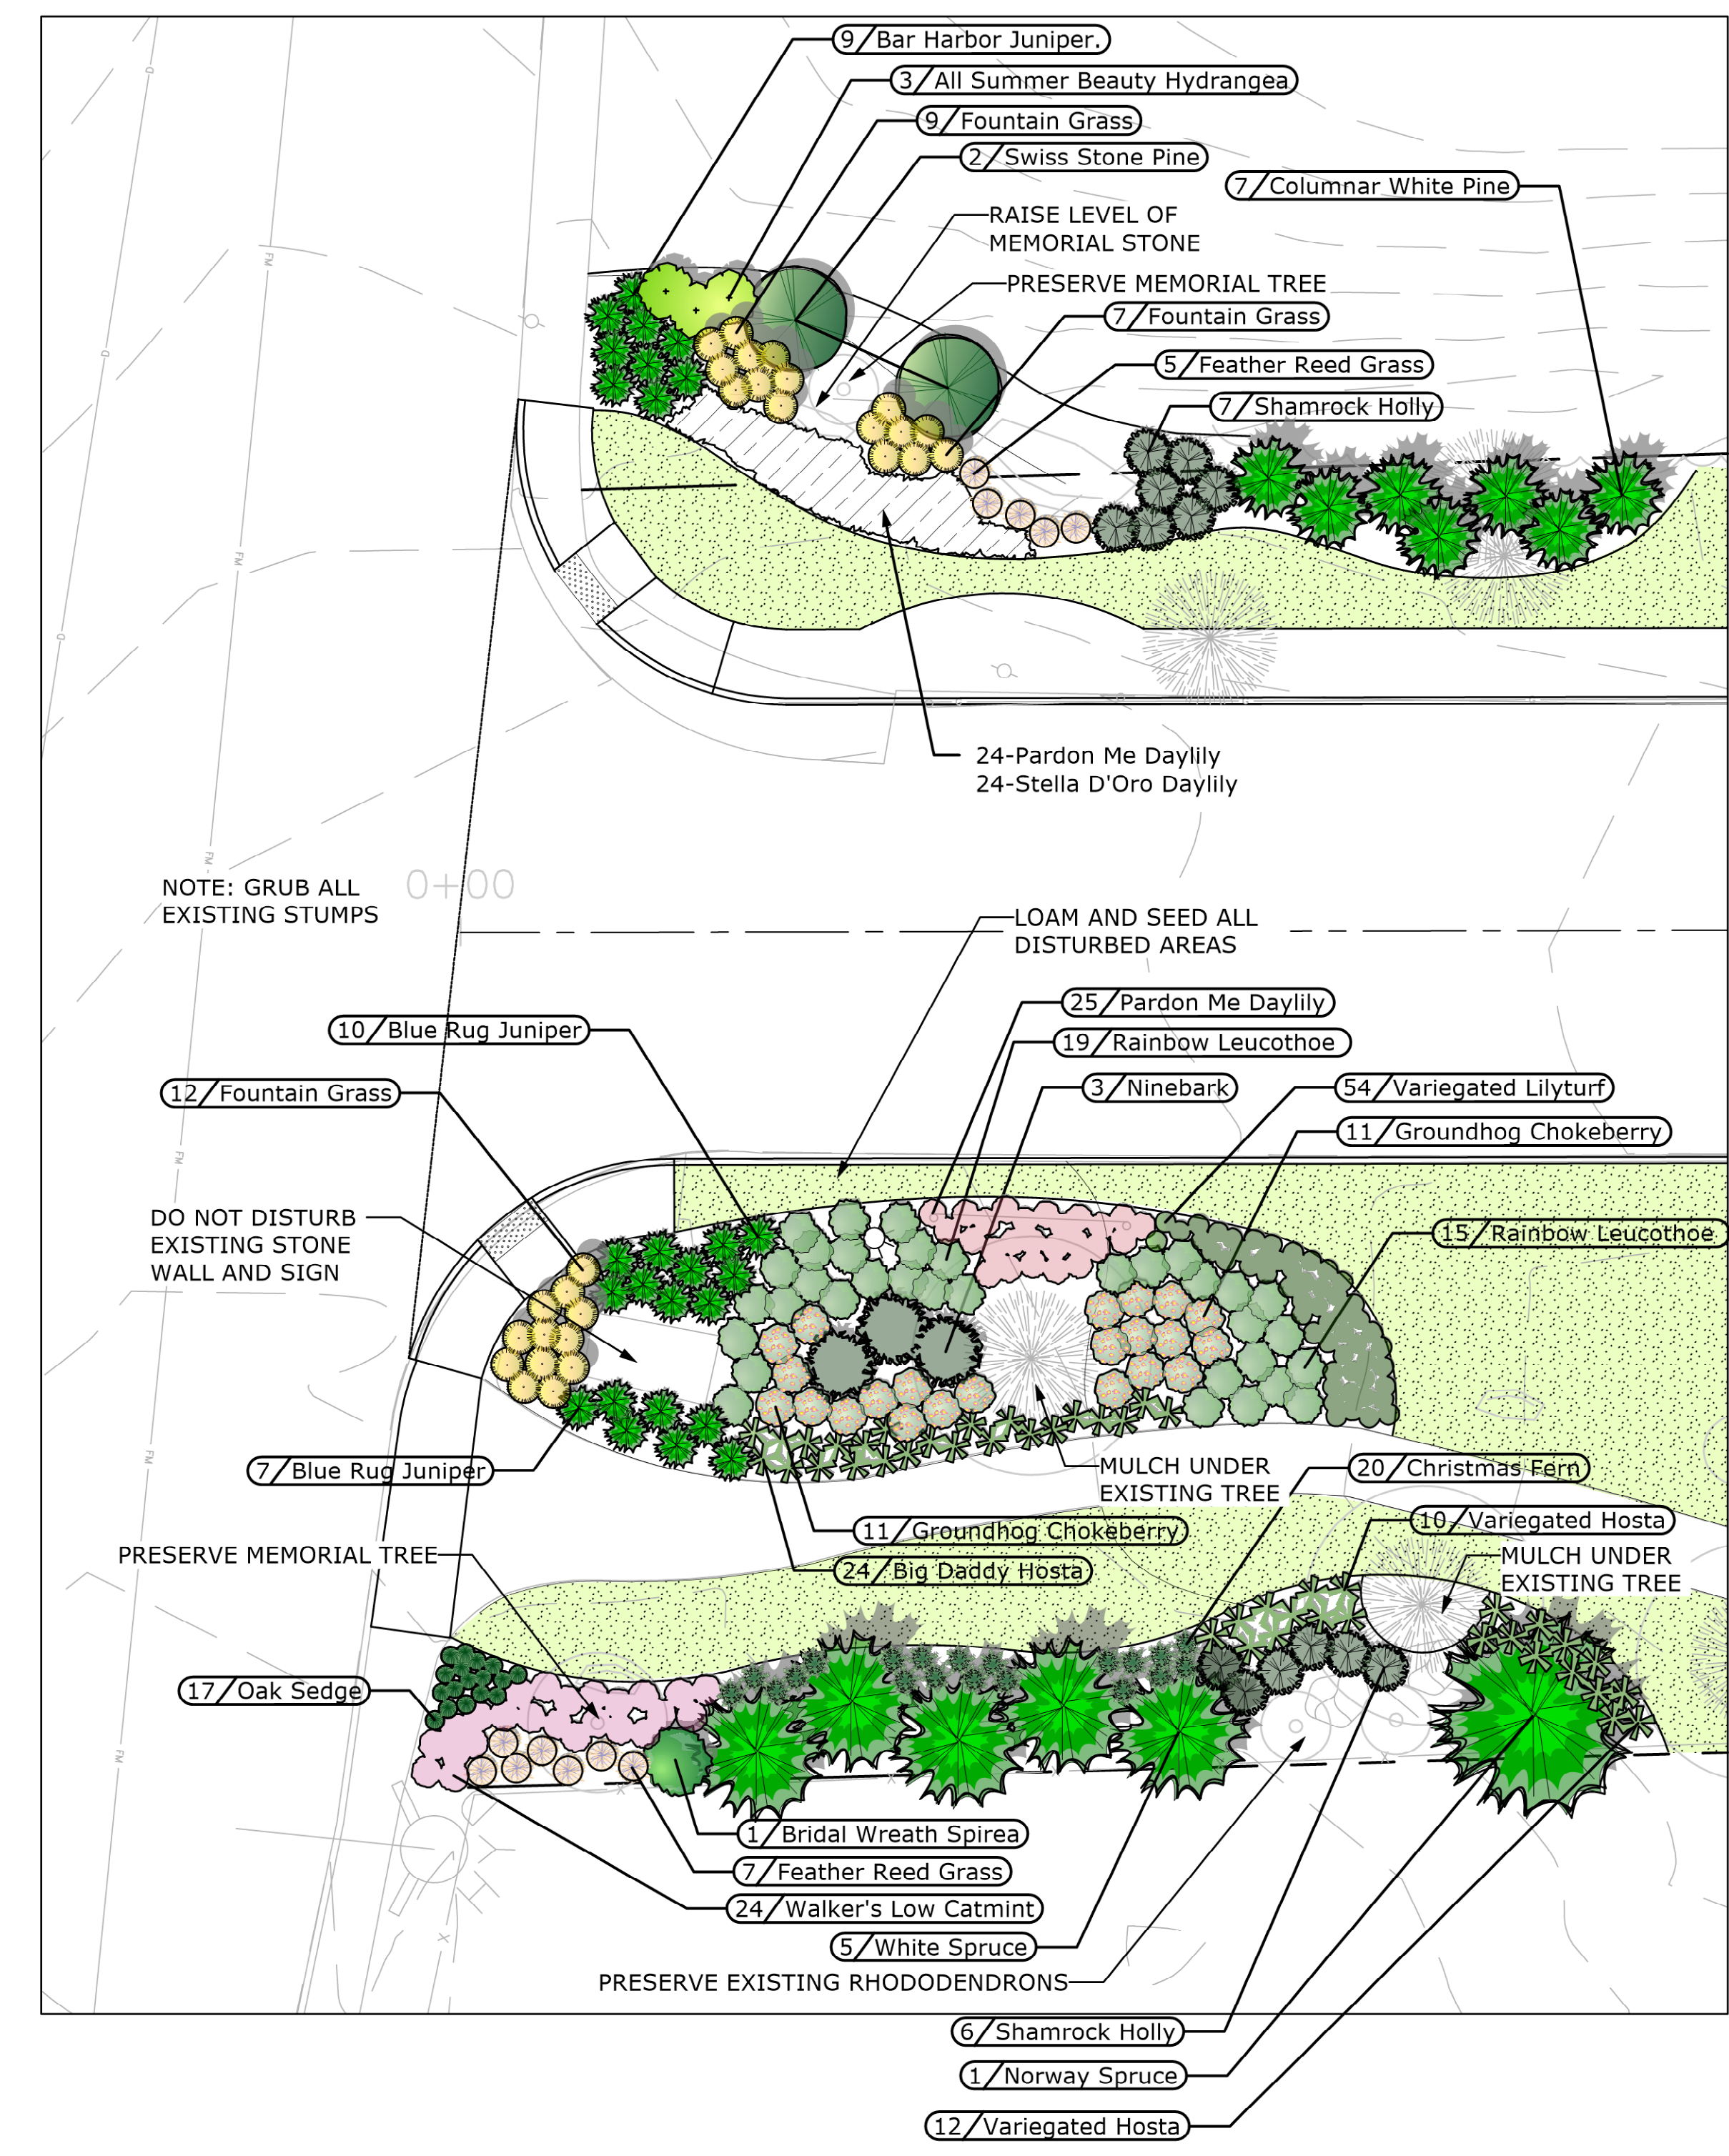 9/Bar Harbor Juniper.
3/All Summer Beauty Hydrangea
9/Fountain Grass
2/Swiss Stone Pine
7/Columnar White Pine
RAISE LEVEL OF
MEMORIAL STONE
PRESERVE MEMORIAL TREE
7/Fountain Grass
5/Feather Reed Grass
7/Shamrock Holly
D
FM
D
FM
D
24-Pardon Me Daylily
24-Stella D'Oro Daylily
FM
NOTE: GRUB ALL
EXISTING STUMPS
0+00
LOAM AND SEED ALL
DISTURBED AREAS
25/Pardon Me Daylily
10/Blue Rug Juniper
19/Rainbow Leucothoe
12/Fountain Grass
3/Ninebark
54/Variegated Lilyturf
11/Groundhog Chokeberry
FM
DO NOT DISTURB
EXISTING STONE
WALL AND SIGN
15/Rainbow Leucothoe
FM
7/Blue Rug Juniper
MULCH UNDER
EXISTING TREE
20/Christmas Fern
11/Groundhog Chokeberry
10/Variegated Hosta
PRESERVE MEMORIAL TREE
24/Big Daddy Hosta
MULCH UNDER
EXISTING TREE
17/Oak Sedge
FM
1/Bridal Wreath Spirea
7/Feather Reed Grass
24/Walker's Low Catmint
5/White Spruce
PRESERVE EXISTING RHODODENDRONS
6/Shamrock Holly
1/Norway Spruce
12/Variegated Hosta